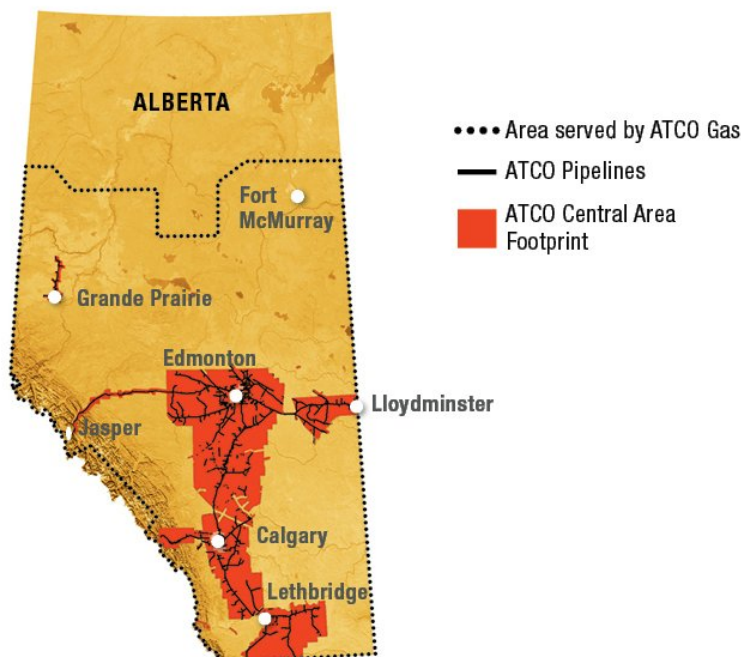 ALBERTA
Area served by ATCO Gas
ATCO Pipelines
ATCO Central Area
Footprint
Fort
McMurray
Grande Prairie
Edmonton
Lloydminster
Jasper
Calgary
Lethbridge